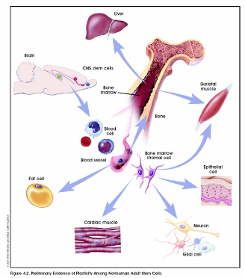 Liver
Brain
CNS stem cells
Bone
marrow
Skeletal
muscle
Bone
Blood
cell
Bone marrow
stromal cell
Blood vessel
Epithelial
cell
Fat cell
Neuron
Cardiac muscle
Glial cell
Figure 4.2. Preliminary Evidence of Plasticity Among Nonhuman Adult Stem Cells.